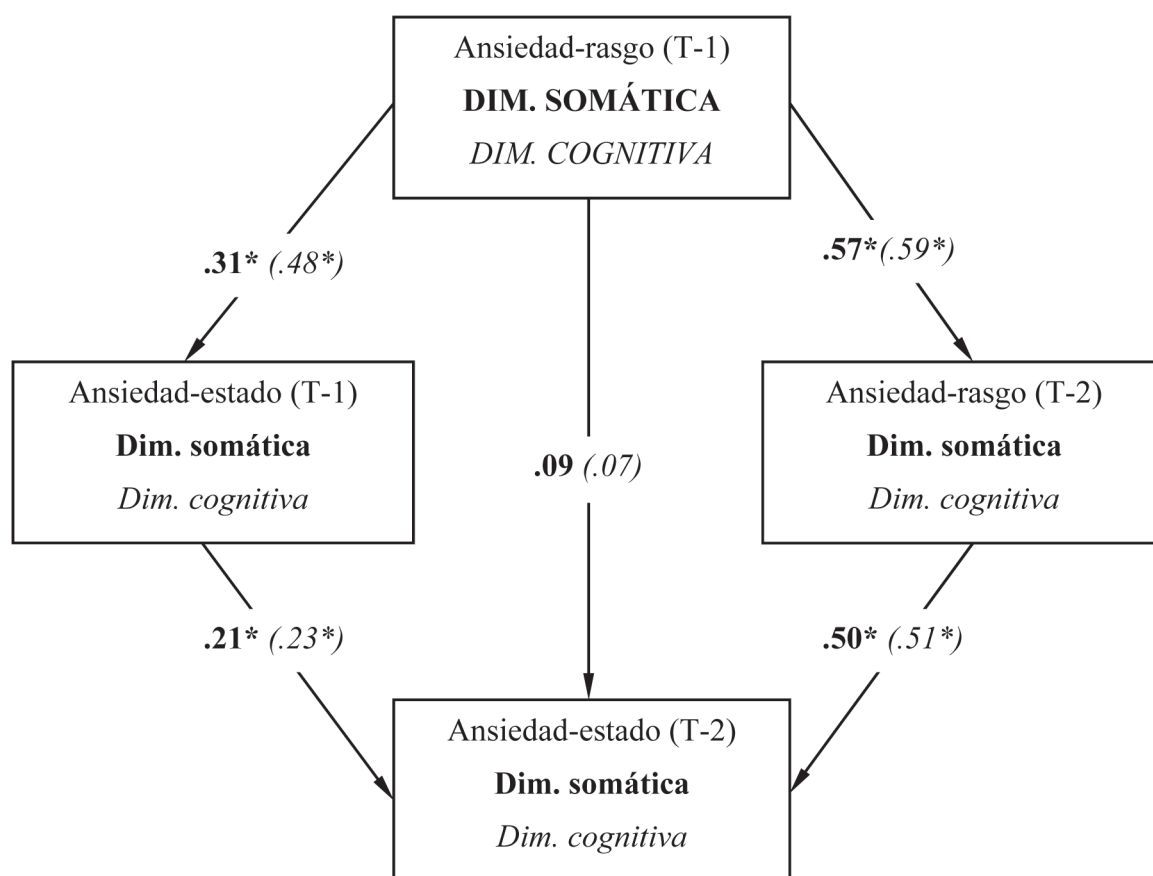 Ansiedad-rasgo (T-1)
DIM. SOMÁTICA
DIM. COGNITIVA
.31* (.48*)
.57*(.59*)
Ansiedad-estado (T-1)
Dim. somática
Dim. cognitiva
.09 (.07)
Ansiedad-rasgo (T-2)
Dim. somática
Dim. cognitiva
.21* (.23*)
.50* (.51*)
Ansiedad-estado (T-2)
Dim. somática
Dim. cognitiva